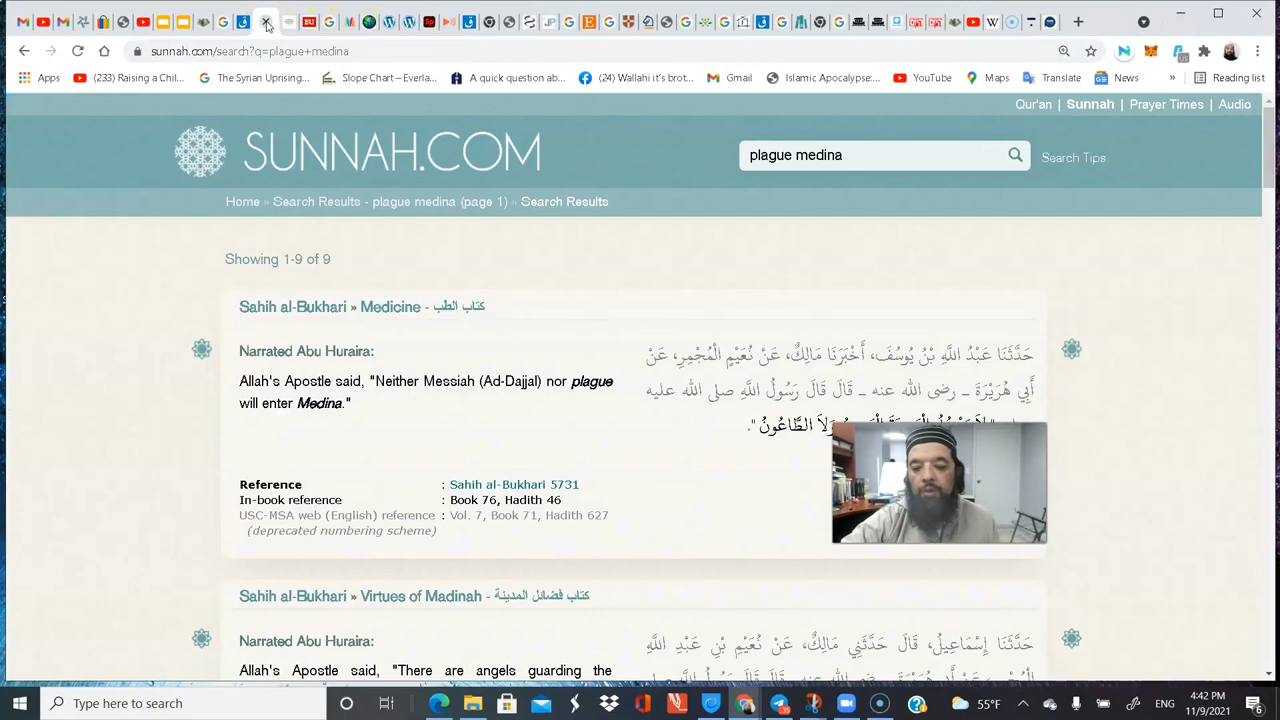 sunnah.com/search?q=plague+medina
Apps
(233) Raising a Chil...
The Syrian Uprising...
Slope Chart – Everla...
A quick question ab...
(24) Wallahi it's brot...
Gmail
Islamic Apocalypse:...
YouTube
Maps
Translate
News
»
Reading list
Qur'an | Sunnah | Prayer Times | Audio
SUNNAH.COM
plague medina
Search Tips
Home » Search Results - plague medina (page 1) » Search Results
Showing 1-9 of 9
Sahih al-Bukhari » Medicine - كتاب الطب
Narrated Abu Huraira:
Allah's Apostle said, "Neither Messiah (Ad-Dajjal) nor plague
will enter Medina."
حَدَّثَنَا عَبْدُ اللَّهِ بْنُ يُوسُفَ، أَخْبَرَنَا مَالِكٌ، عَنْ نُعَيْمٍ الْمُجْمِرِ، عَنْ
أَبِي هُرَيْرَةَ ـ رضى الله عنه ـ قَالَ قَالَ رَسُولُ اللَّهِ صلى الله عليه
وَلاَ الطَّاعُونُ ".
Reference : Sahih al-Bukhari 5731
In-book reference : Book 76, Hadith 46
USC-MSA web (English) reference : Vol. 7, Book 71, Hadith 627
(deprecated numbering scheme)
Sahih al-Bukhari » Virtues of Madinah - كتاب فضائل المدينة
Narrated Abu Huraira:
Allah's Apostle said, "There are angels guarding the
حَدَّثَنَا إِسْمَاعِيلُ، قَالَ حَدَّثَنِي مَالِكٌ، عَنْ نُعَيْمِ بْنِ عَبْدِ اللَّهِ
Type here to search
55°F
ENG
4:42 PM
11/9/2021
6